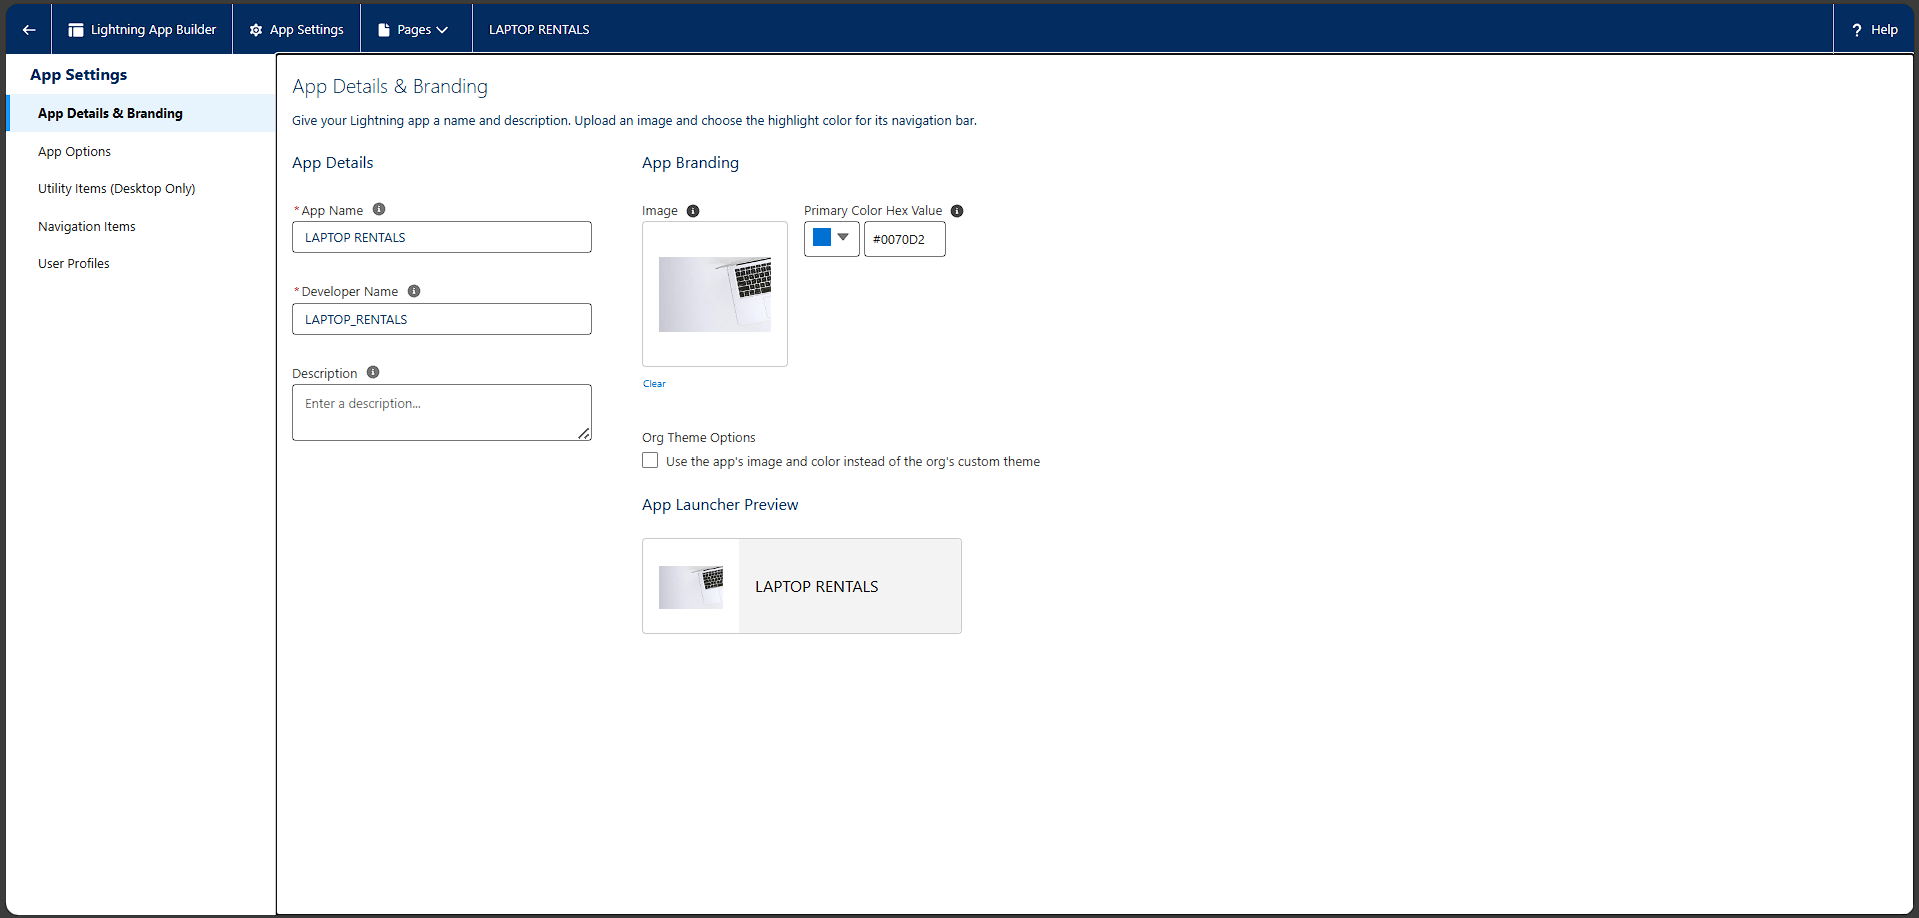 Lightning App Builder
App Settings
Pages
LAPTOP RENTALS
? Help
App Settings
App Details & Branding
App Options
Utility Items (Desktop Only)
Navigation Items
User Profiles
App Details & Branding
Give your Lightning app a name and description. Upload an image and choose the highlight color for its navigation bar.
App Details
*App Name
LAPTOP RENTALS
*Developer Name
LAPTOP_RENTALS
Description
Enter a description...
App Branding
Image
Clear
Primary Color Hex Value
#0070D2
Org Theme Options
Use the app's image and color instead of the org's custom theme
App Launcher Preview
LAPTOP RENTALS